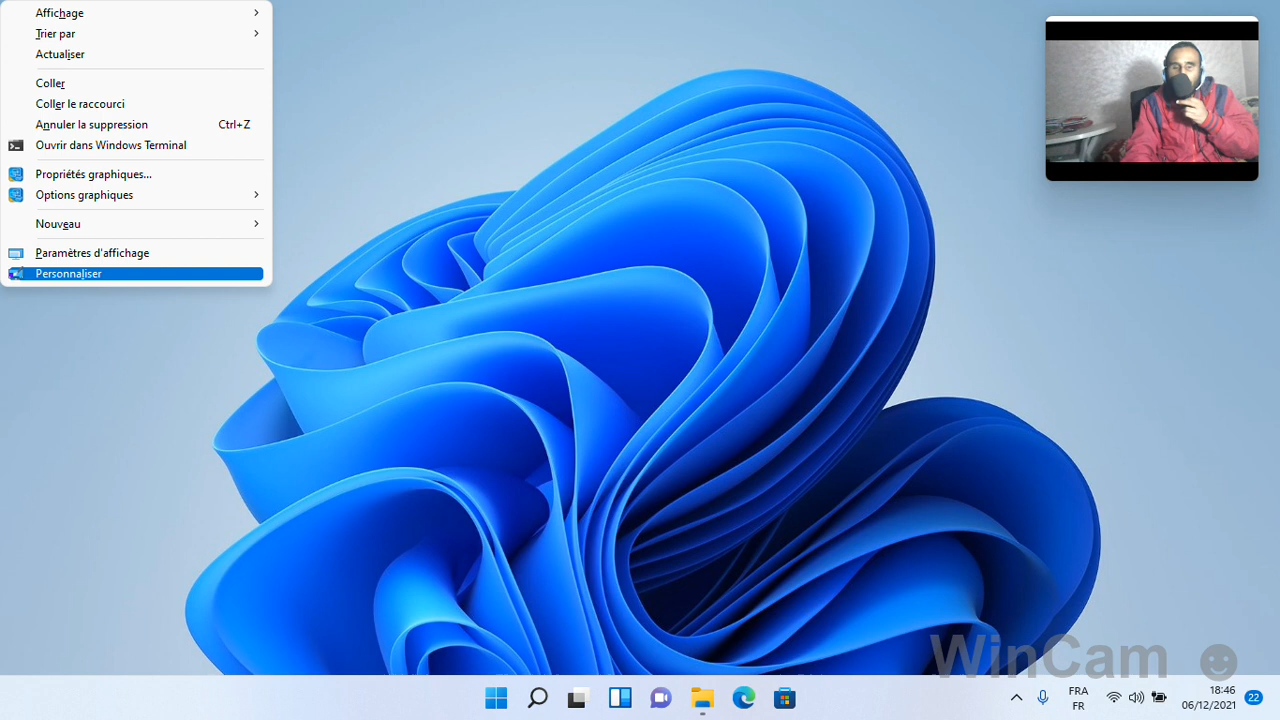 Affichage
Trier par
Actualiser
Coller
Coller le raccourci
Annuler la suppression Ctrl+Z
Ouvrir dans Windows Terminal
Propriétés graphiques...
Options graphiques
Nouveau
Paramètres d'affichage
Personnaliser
WinCam
FRA
FR
18:46
06/12/2021
22